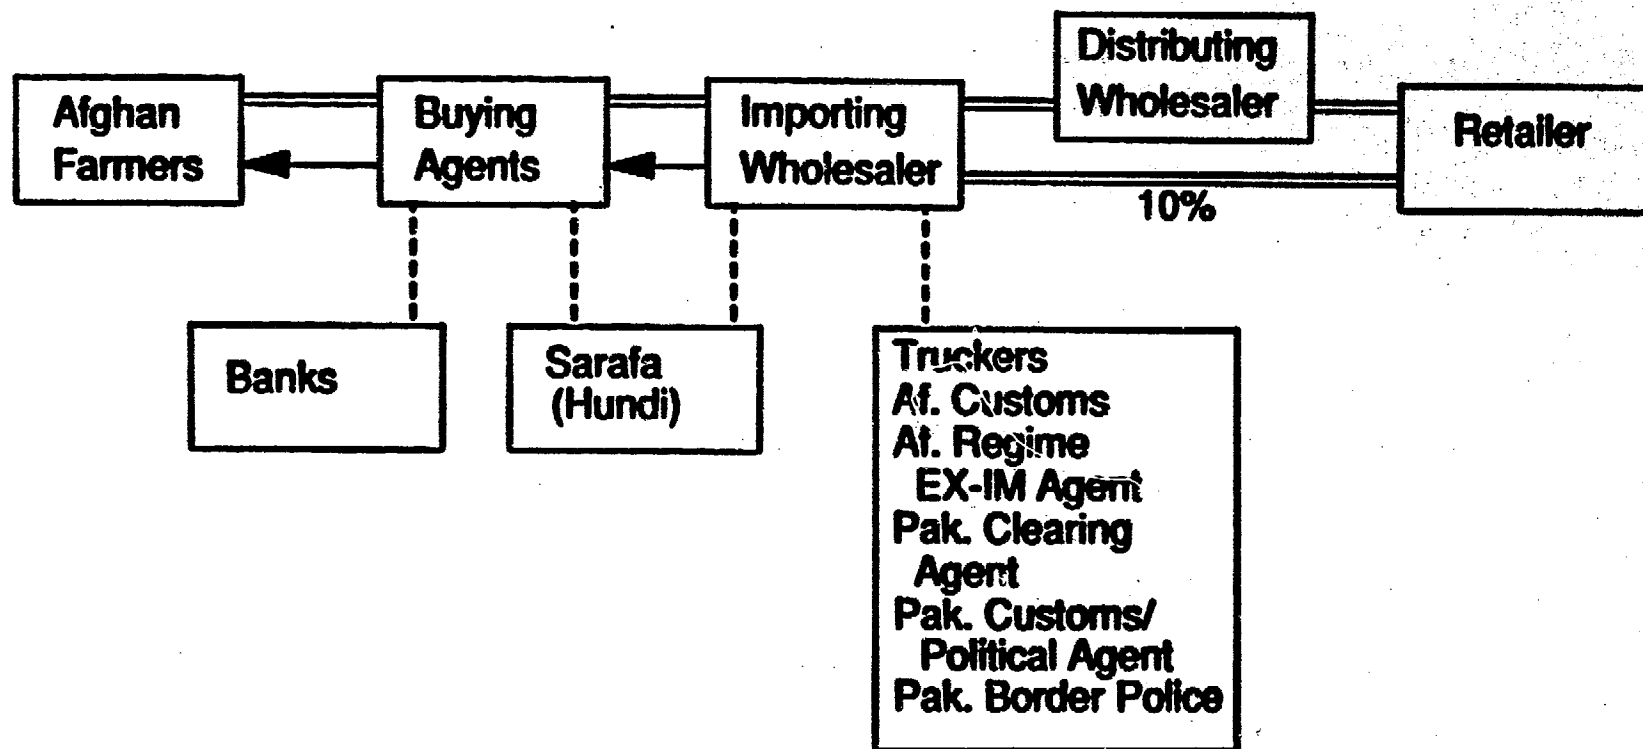 Afghan
Farmers
Buying
Agents
Importing
Wholesaler
Distributing
Wholesaler
Retailer
10%
Banks
Sarafa
(Hundi)
Truckers
Af. Customs
Af. Regime
EX-IM Agent
Pak. Clearing
Agent
Pak. Customs/
Political Agent
Pak. Border Police